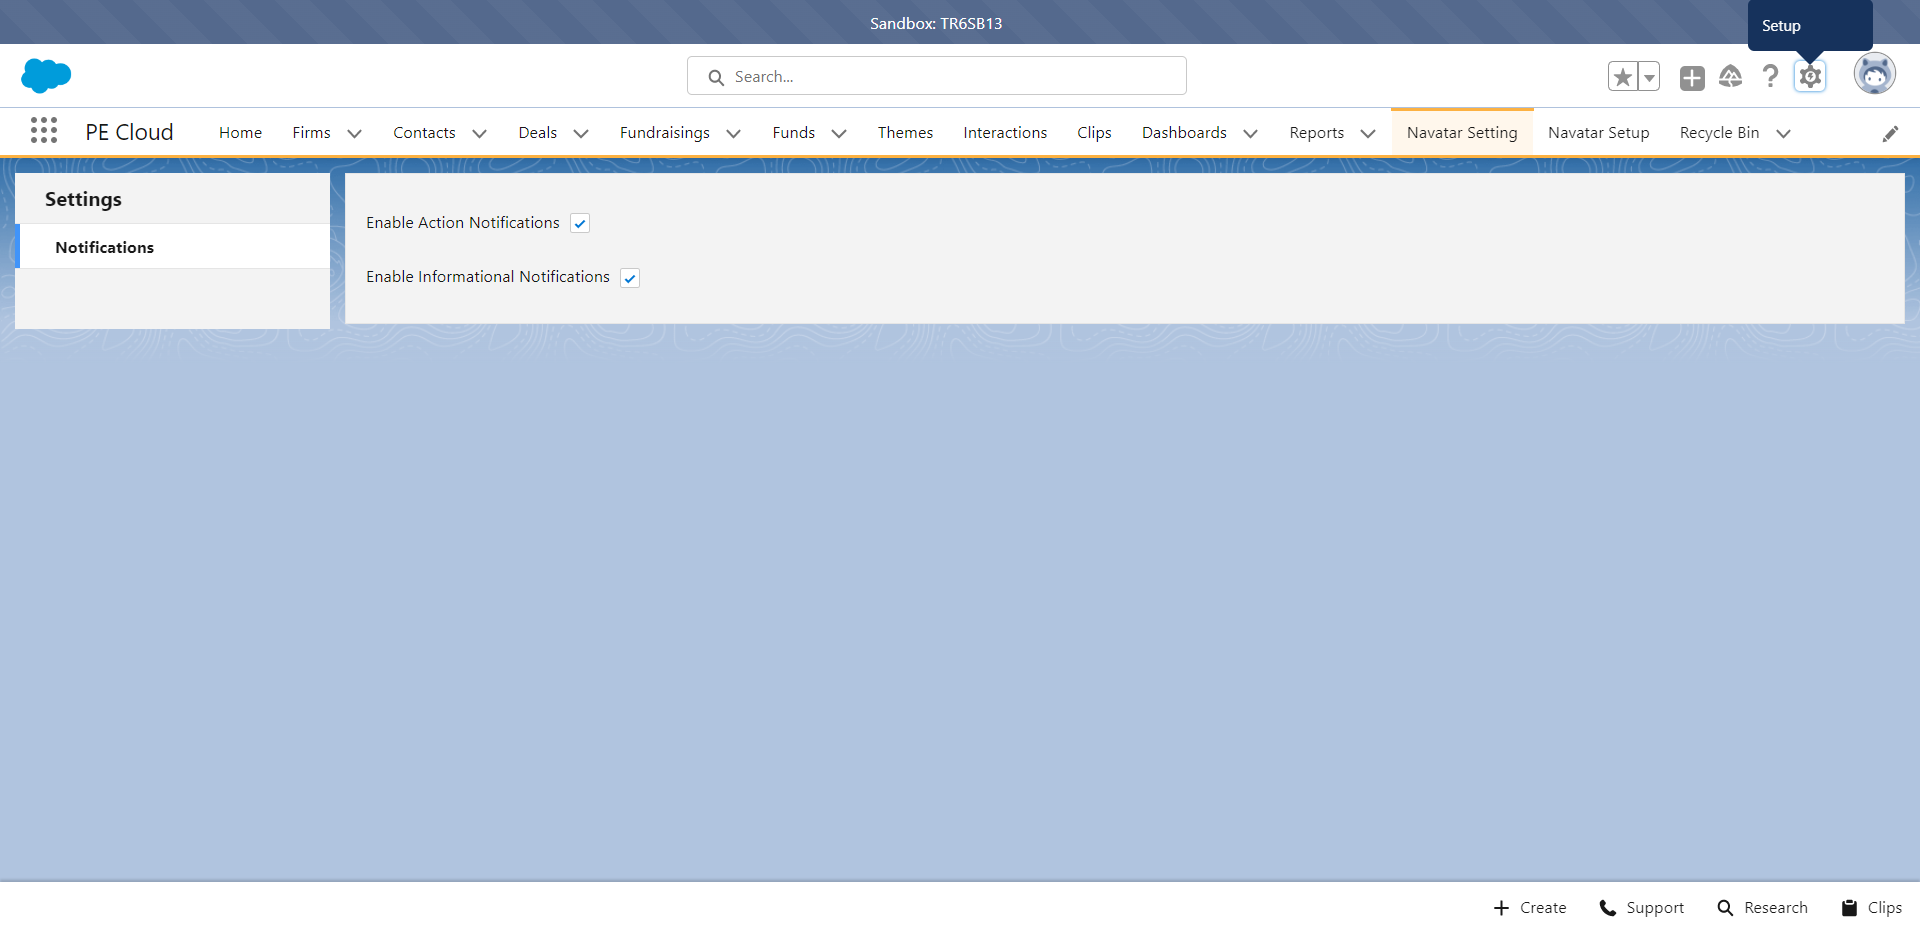 Sandbox: TR6SB13
Setup
Search...
PE Cloud
Home
Firms
Contacts
Deals
Fundraisings
Funds
Themes
Interactions
Clips
Dashboards
Reports
Navatar Setting
Navatar Setup
Recycle Bin
Settings
Notifications
Enable Action Notifications
Enable Informational Notifications
Create
Support
Research
Clips